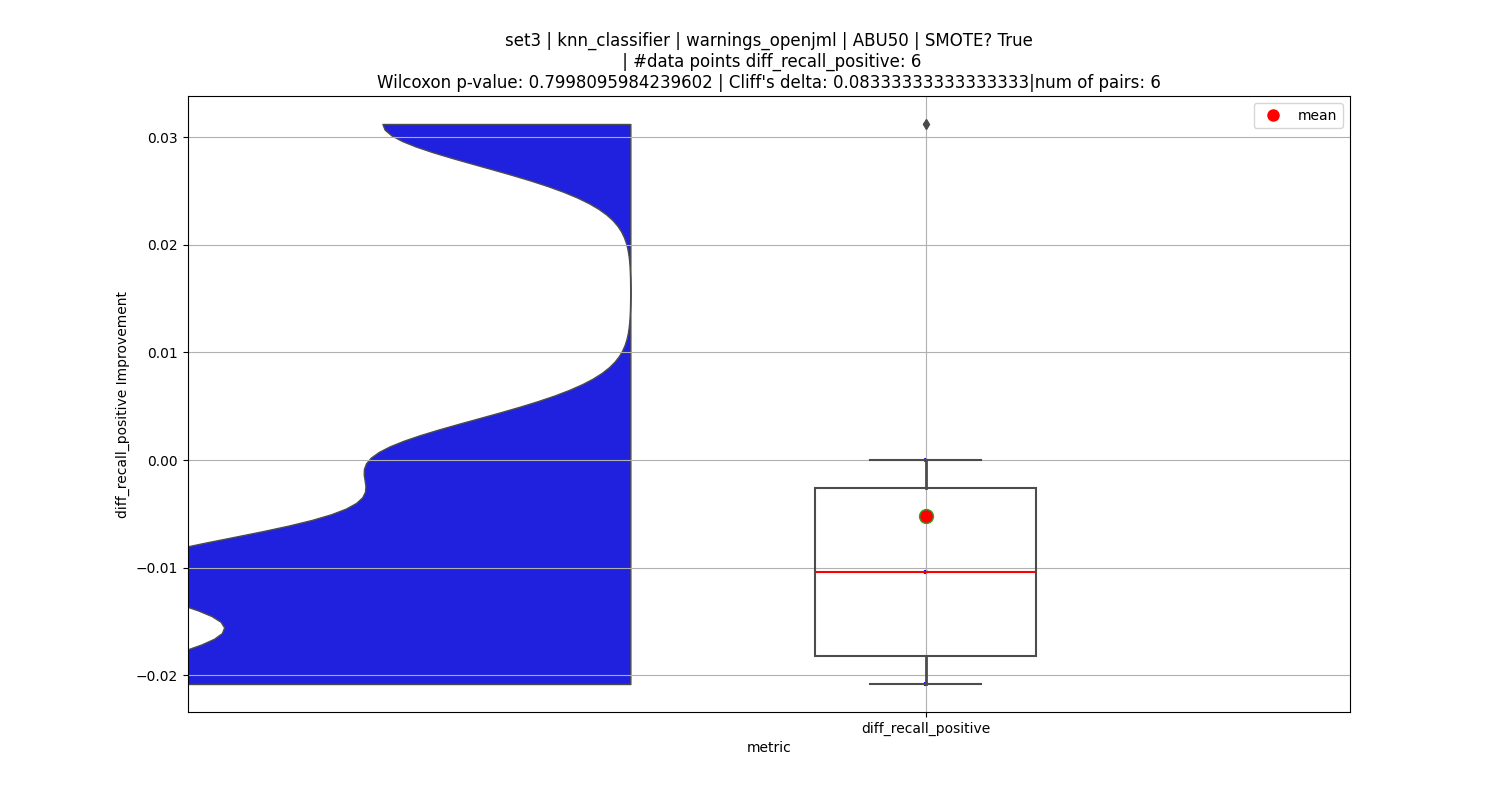 set3 | knn_classifier | warnings_openjml | ABU50 | SMOTE? True
| #data points diff_recall_positive: 6
Wilcoxon p-value: 0.7998095984239602 | Cliff's delta: 0.08333333333333333|num of pairs: 6
mean
0.03
0.02
0.01
0.00
−0.01
−0.02
diff_recall_positive Improvement
diff_recall_positive
metric